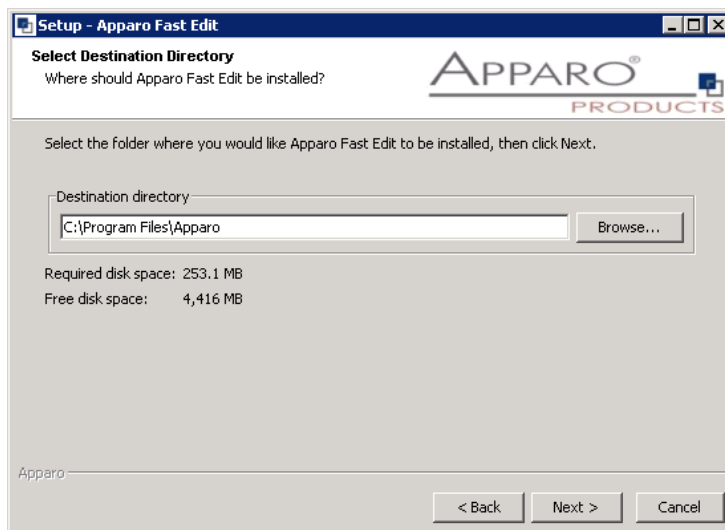 Setup - Apparo Fast Edit
Select Destination Directory
Where should Apparo Fast Edit be installed?
APPARO®
PRODUCTS
Select the folder where you would like Apparo Fast Edit to be installed, then click Next.
Destination directory
C:\Program Files\Apparo
Browse...
Required disk space: 253.1 MB
Free disk space: 4,416 MB
Apparo
< Back Next > Cancel